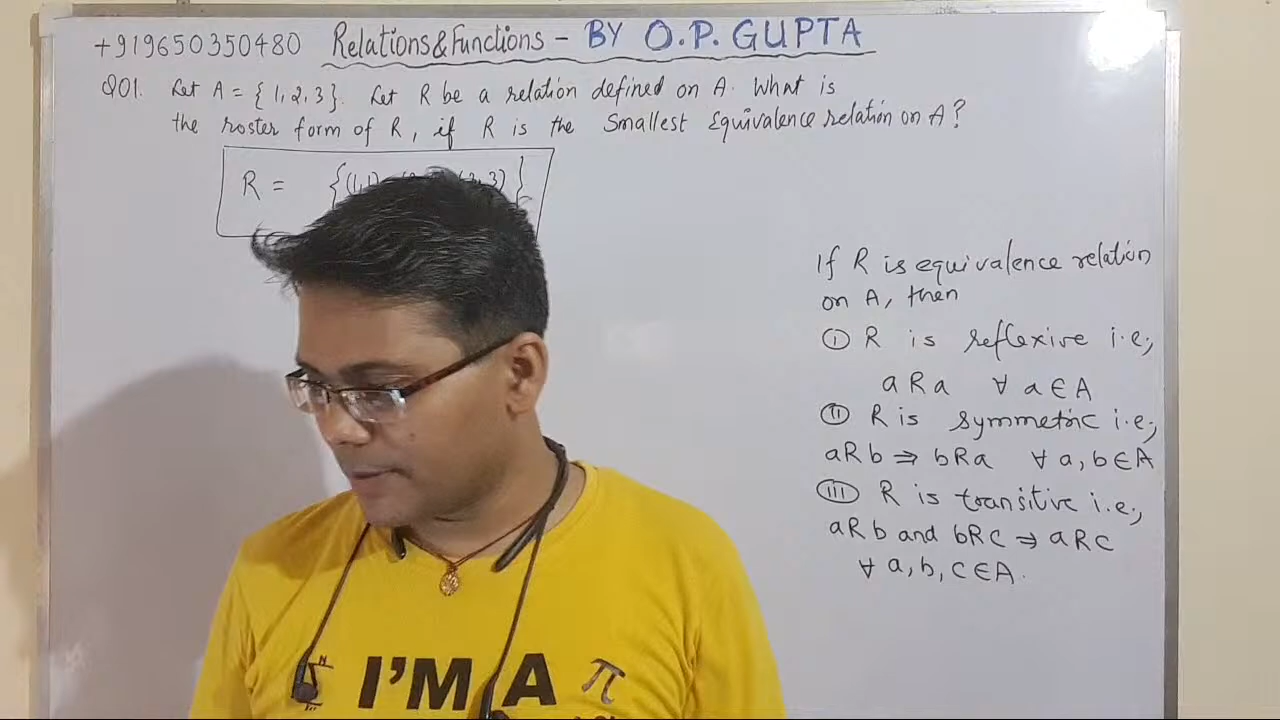 +919650350480 Relations&Functions - BY O.P. GUPTA
Q01. Let A = { 1, 2, 3 }. Let R be a relation defined on A. What is
the roster form of R, if R is the Smallest Equivalence relation on A?
R = {(1,1) 3) }
If R is equivalence relation
on A, then
(i) R is reflexive i.e.,
a R a ∀ a ∈ A
(ii) R is symmetric i.e.,
aRb ⇒ bRa ∀ a, b ∈ A
(iii) R is transitive i.e.,
aRb and bRc ⇒ aRc
∀ a, b, c ∈ A.
I'M A π